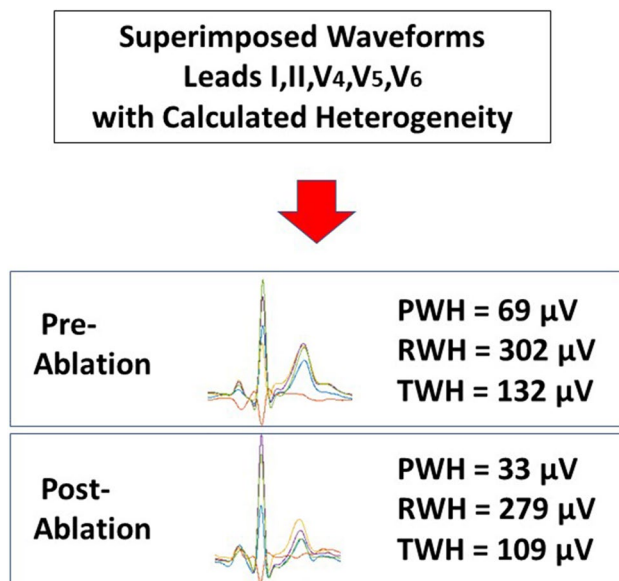 Superimposed Waveforms
Leads I,II,V4,V5,V6
with Calculated Heterogeneity
Pre-
Ablation
PWH = 69 µV
RWH = 302 µV
TWH = 132 µV
Post-
Ablation
PWH = 33 µV
RWH = 279 µV
TWH = 109 µV